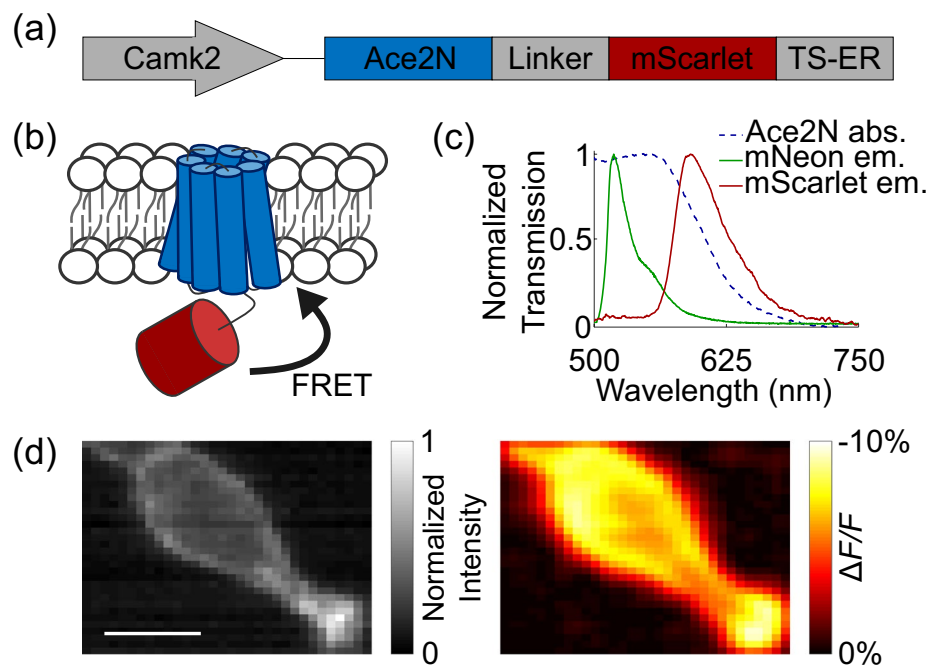 (a)
Camk2
Ace2N
Linker
mScarlet
TS-ER
(b)
FRET
(c)
Ace2N abs.
mNeon em.
mScarlet em.
Normalized
Transmission
1
0.5
0
500
625
750
Wavelength (nm)
(d)
1
0
Normalized
Intensity
-10%
0%
ΔF/F